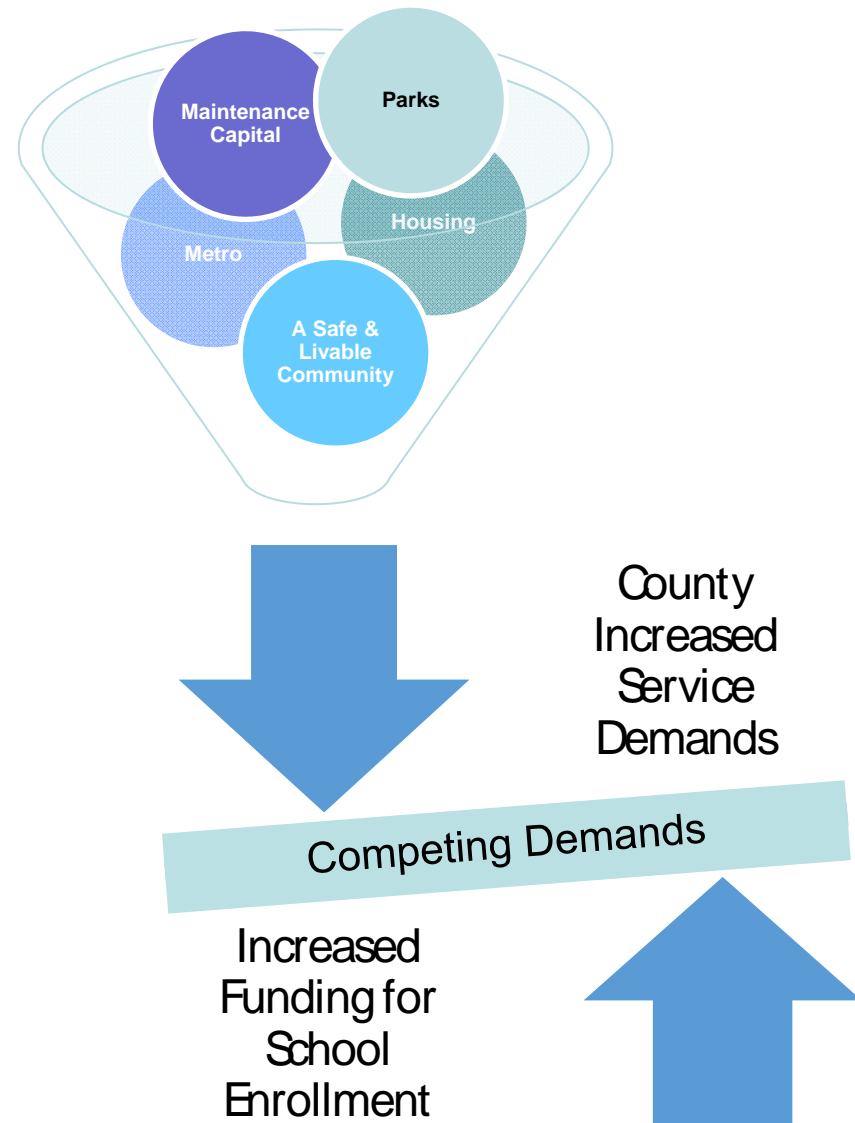 Maintenance
Capital
Parks
Metro
Housing
A Safe &
Livable
Community
County
Increased
Service
Demands
Competing Demands
Increased
Funding for
School
Enrollment